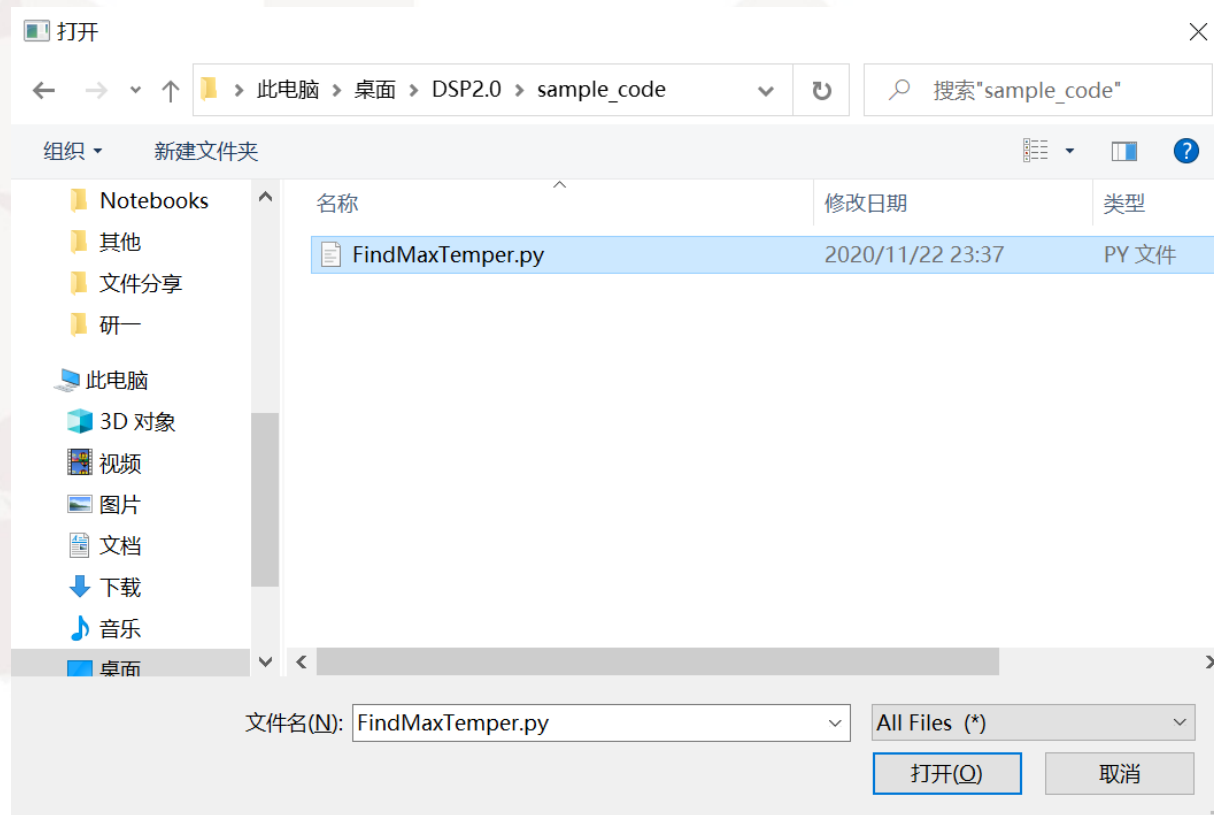 打开
此电脑 > 桌面 > DSP2.0 > sample_code
搜索"sample_code"
组织
新建文件夹
?
Notebooks
其他
文件分享
研一
此电脑
3D 对象
视频
图片
文档
下载
音乐
桌面
名称
修改日期
类型
FindMaxTemper.py
2020/11/22 23:37
PY 文件
文件名(N):
FindMaxTemper.py
All Files (*)
打开(O)
取消